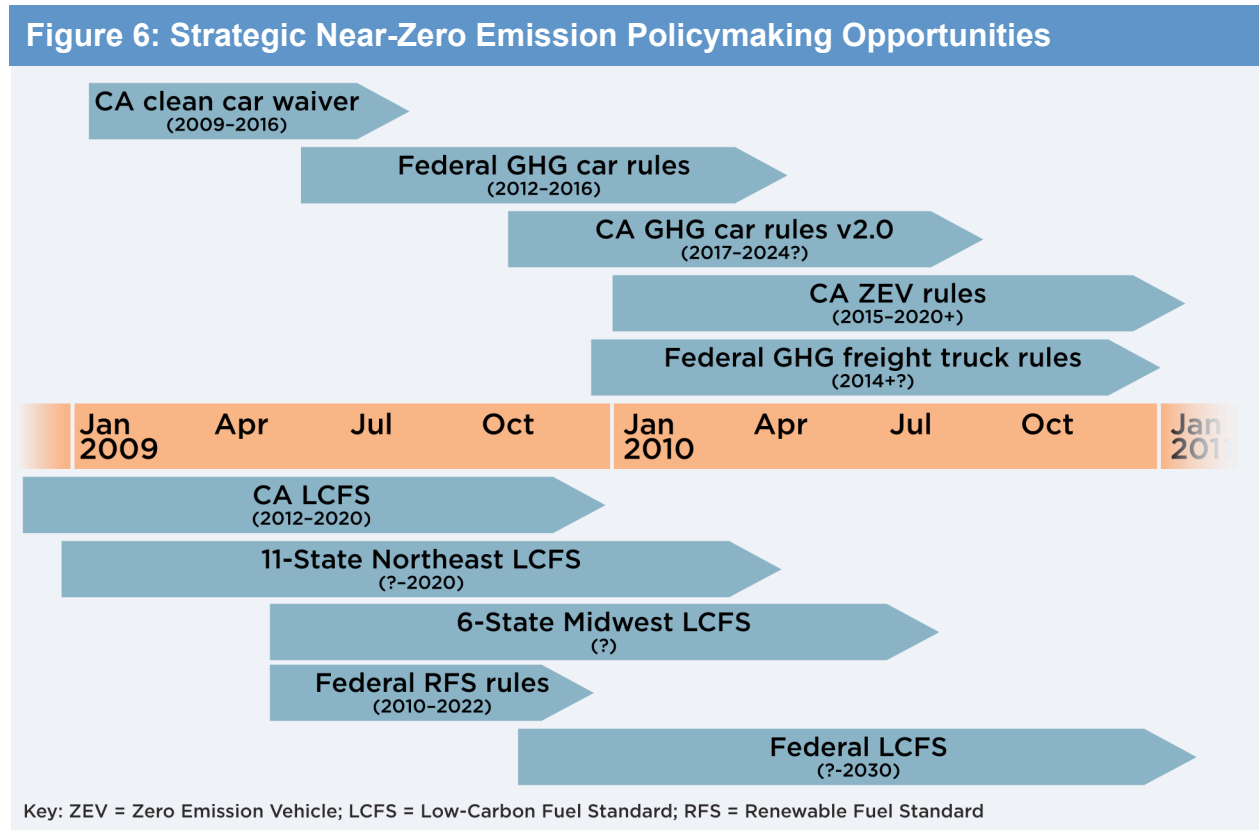 Figure 6: Strategic Near-Zero Emission Policymaking Opportunities
CA clean car waiver
(2009–2016)
Federal GHG car rules
(2012–2016)
CA GHG car rules v2.0
(2017–2024?)
CA ZEV rules
(2015–2020+)
Federal GHG freight truck rules
(2014+?)
Jan Apr Jul Oct Jan Apr Jul Oct Jan
2009 2010 2011
CA LCFS
(2012–2020)
11-State Northeast LCFS
(?–2020)
6-State Midwest LCFS
(?)
Federal RFS rules
(2010–2022)
Federal LCFS
(?-2030)
Key: ZEV = Zero Emission Vehicle; LCFS = Low-Carbon Fuel Standard; RFS = Renewable Fuel Standard